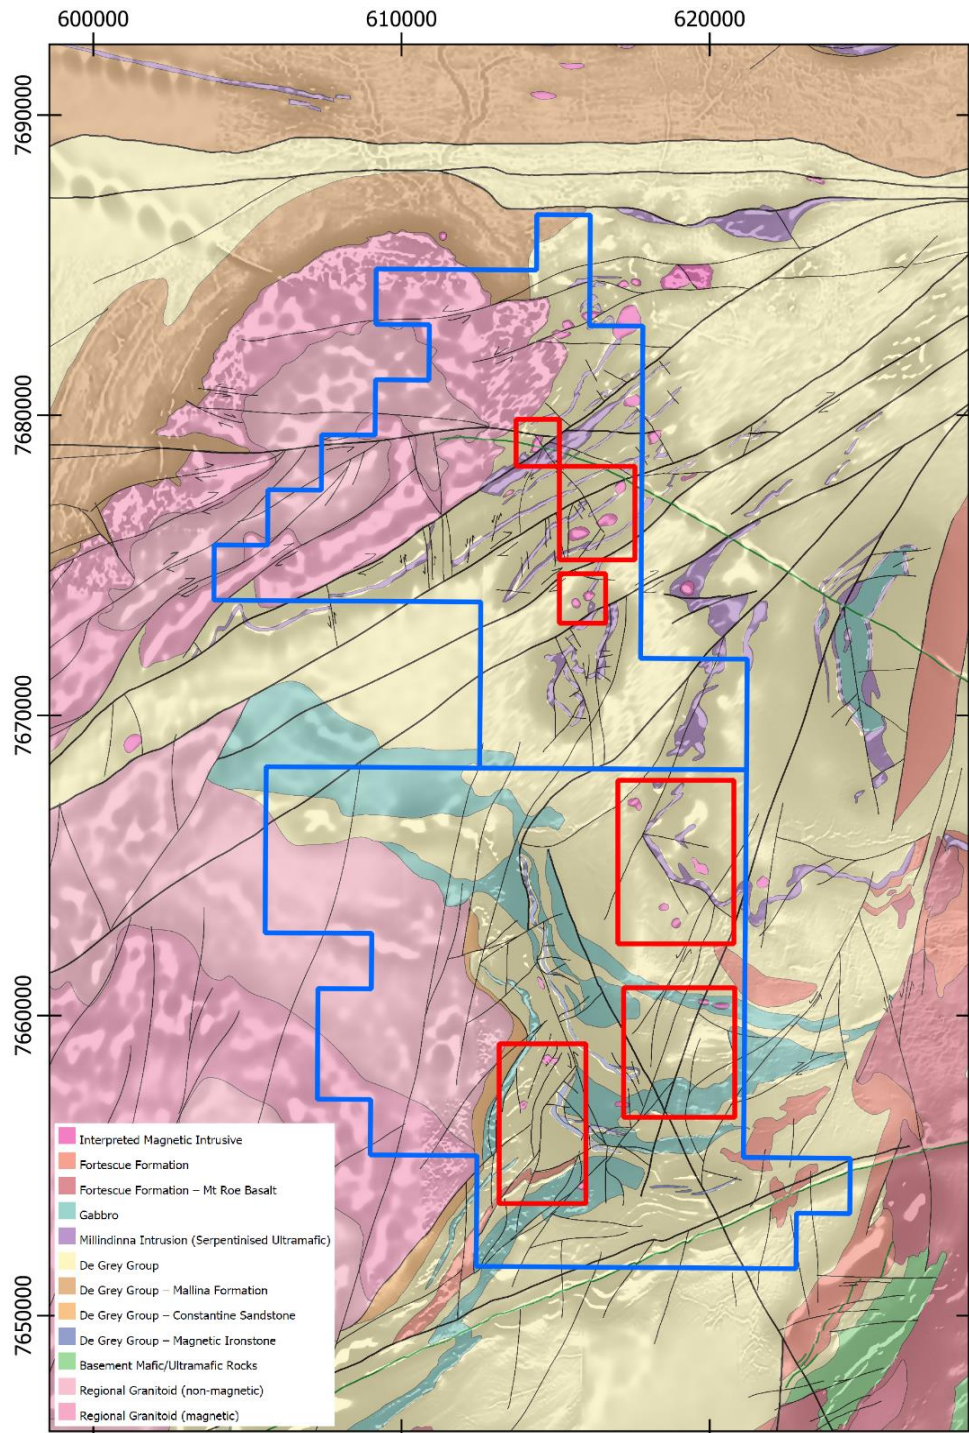 600000 610000 620000
7690000
7680000
7670000
7660000
7650000
Interpreted Magnetic Intrusive
Fortescue Formation
Fortescue Formation – Mt Roe Basalt
Gabbro
Millindinna Intrusion (Serpentinised Ultramafic)
De Grey Group
De Grey Group – Mallina Formation
De Grey Group – Constantine Sandstone
De Grey Group – Magnetic Ironstone
Basement Mafic/Ultramafic Rocks
Regional Granitoid (non-magnetic)
Regional Granitoid (magnetic)